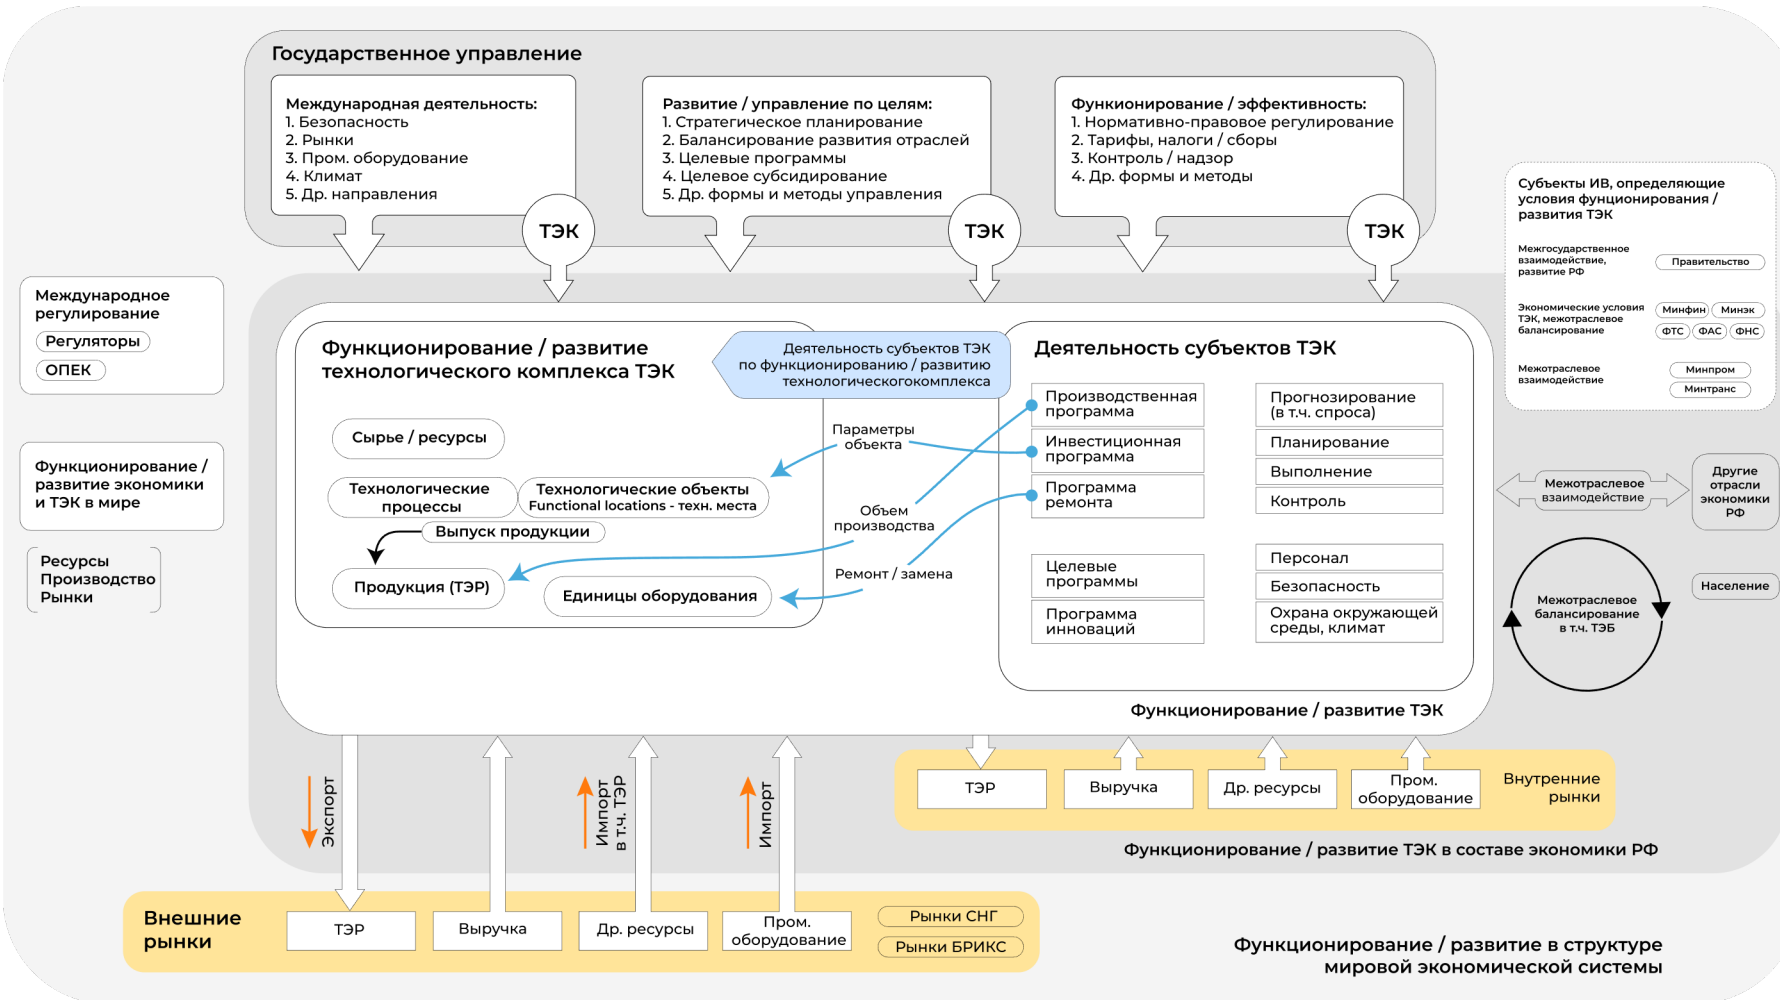 Государственное управление
Международная деятельность:
1. Безопасность
2. Рынки
3. Пром. оборудование
4. Климат
5. Др. направления
ТЭК
Развитие / управление по целям:
1. Стратегическое планирование
2. Балансирование развития отраслей
3. Целевые программы
4. Целевое субсидирование
5. Др. формы и методы управления
ТЭК
Функионирование / эффективность:
1. Нормативно-правовое регулирование
2. Тарифы, налоги / сборы
3. Контроль / надзор
4. Др. формы и методы
ТЭК
Субъекты ИВ, определяющие
условия фунционирования /
развития ТЭК
Межгосударственное
взаимодействие,
развитие РФ
Правительство
Экономические условия
ТЭК, межотраслевое
балансирование
Минфин
Минэк
ФТС
ФАС
ФНС
Межотраслевое
взаимодействие
Минпром
Минтранс
Международное
регулирование
Регуляторы
ОПЕК
Функционирование /
развитие экономики
и ТЭК в мире
Ресурсы
Производство
Рынки
Функционирование / развитие
технологического комплекса ТЭК
Сырье / ресурсы
Технологические
процессы
Технологические объекты
Functional locations - техн. места
Выпуск продукции
Продукция (ТЭР)
Единицы оборудования
Деятельность субъектов ТЭК
по функционированию / развитию
технологическогокомплекса
Параметры
объекта
Объем
производства
Ремонт / замена
Деятельность субъектов ТЭК
Производственная
программа
Инвестиционная
программа
Программа
ремонта
Целевые
программы
Программа
инноваций
Прогнозирование
(в т.ч. спроса)
Планирование
Выполнение
Контроль
Персонал
Безопасность
Охрана окружающей
среды, климат
Функционирование / развитие ТЭК
Межотраслевое
взаимодействие
Другие
отрасли
экономики
РФ
Население
Межотраслевое
балансирование
в т.ч. ТЭБ
Экспорт
Импорт
в т.ч. ТЭР
Импорт
ТЭР
Выручка
Др. ресурсы
Пром.
оборудование
Внутренние
рынки
Функционирование / развитие ТЭК в составе экономики РФ
Внешние
рынки
ТЭР
Выручка
Др. ресурсы
Пром.
оборудование
Рынки СНГ
Рынки БРИКС
Функционирование / развитие в структуре
мировой экономической системы